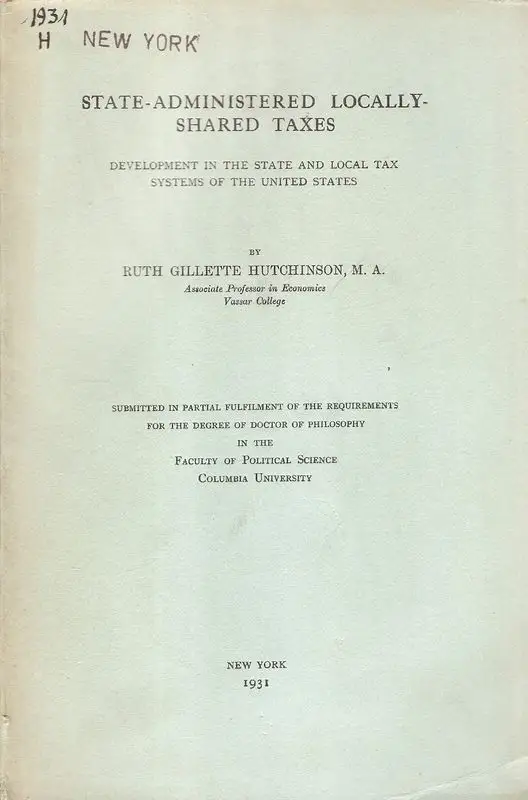 1931
H NEW YORK
STATE-ADMINISTERED LOCALLY-
SHARED TAXES
DEVELOPMENT IN THE STATE AND LOCAL TAX
SYSTEMS OF THE UNITED STATES
BY
RUTH GILLETTE HUTCHINSON, M. A.
Associate Professor in Economics
Vassar College
SUBMITTED IN PARTIAL FULFILMENT OF THE REQUIREMENTS
FOR THE DEGREE OF DOCTOR OF PHILOSOPHY
IN THE
FACULTY OF POLITICAL SCIENCE
COLUMBIA UNIVERSITY
NEW YORK
1931